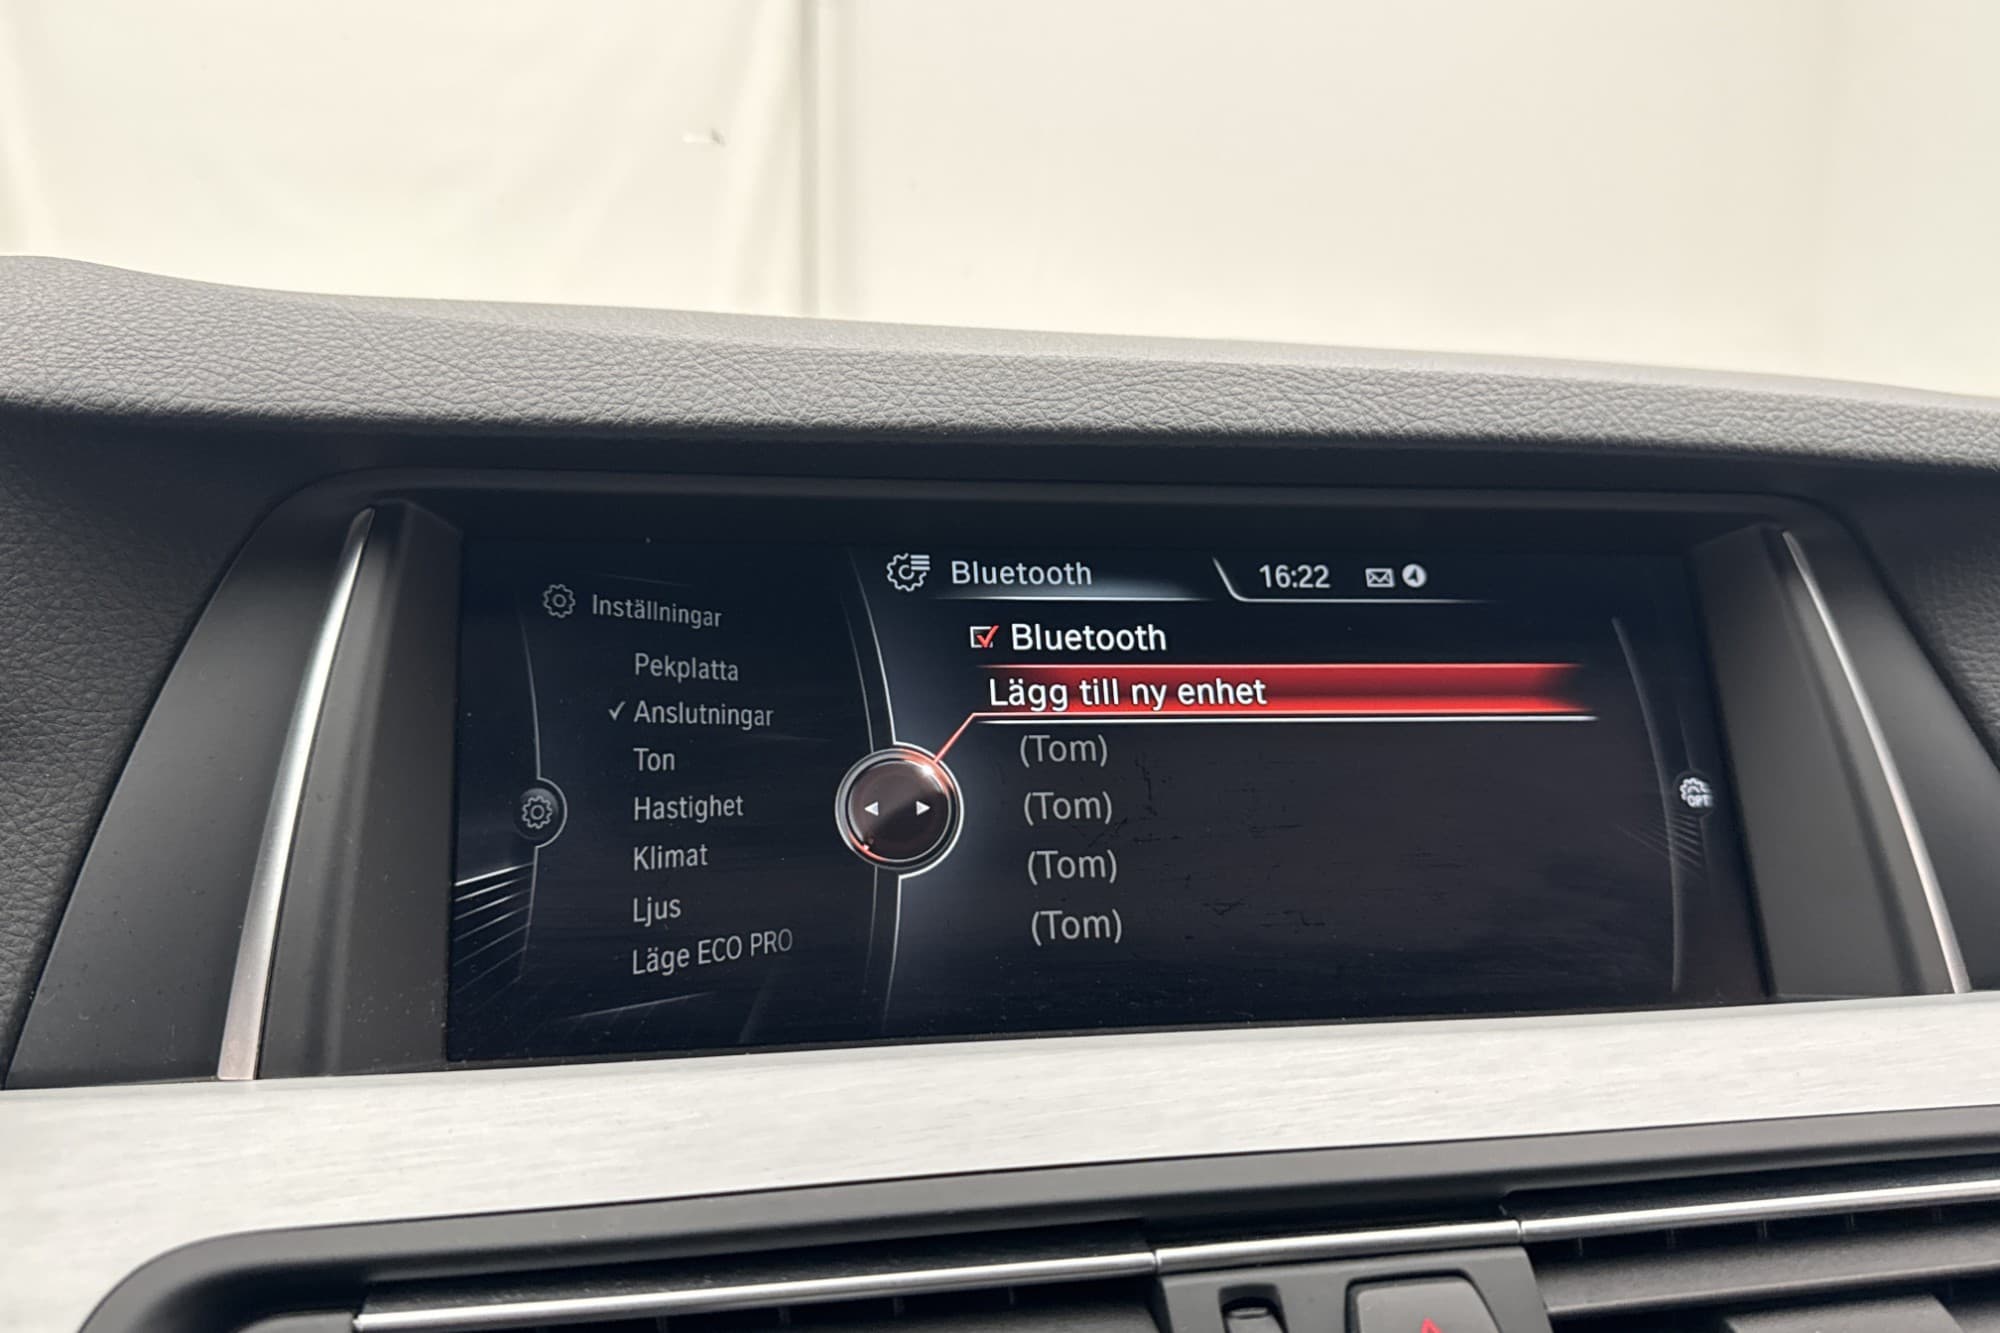 Inställningar
Pekplatta
Anslutningar
Ton
Hastighet
Klimat
Ljus
Läge ECO PRO
Bluetooth
16:22
Bluetooth
Lägg till ny enhet
(Tom)
(Tom)
(Tom)
(Tom)
OPT